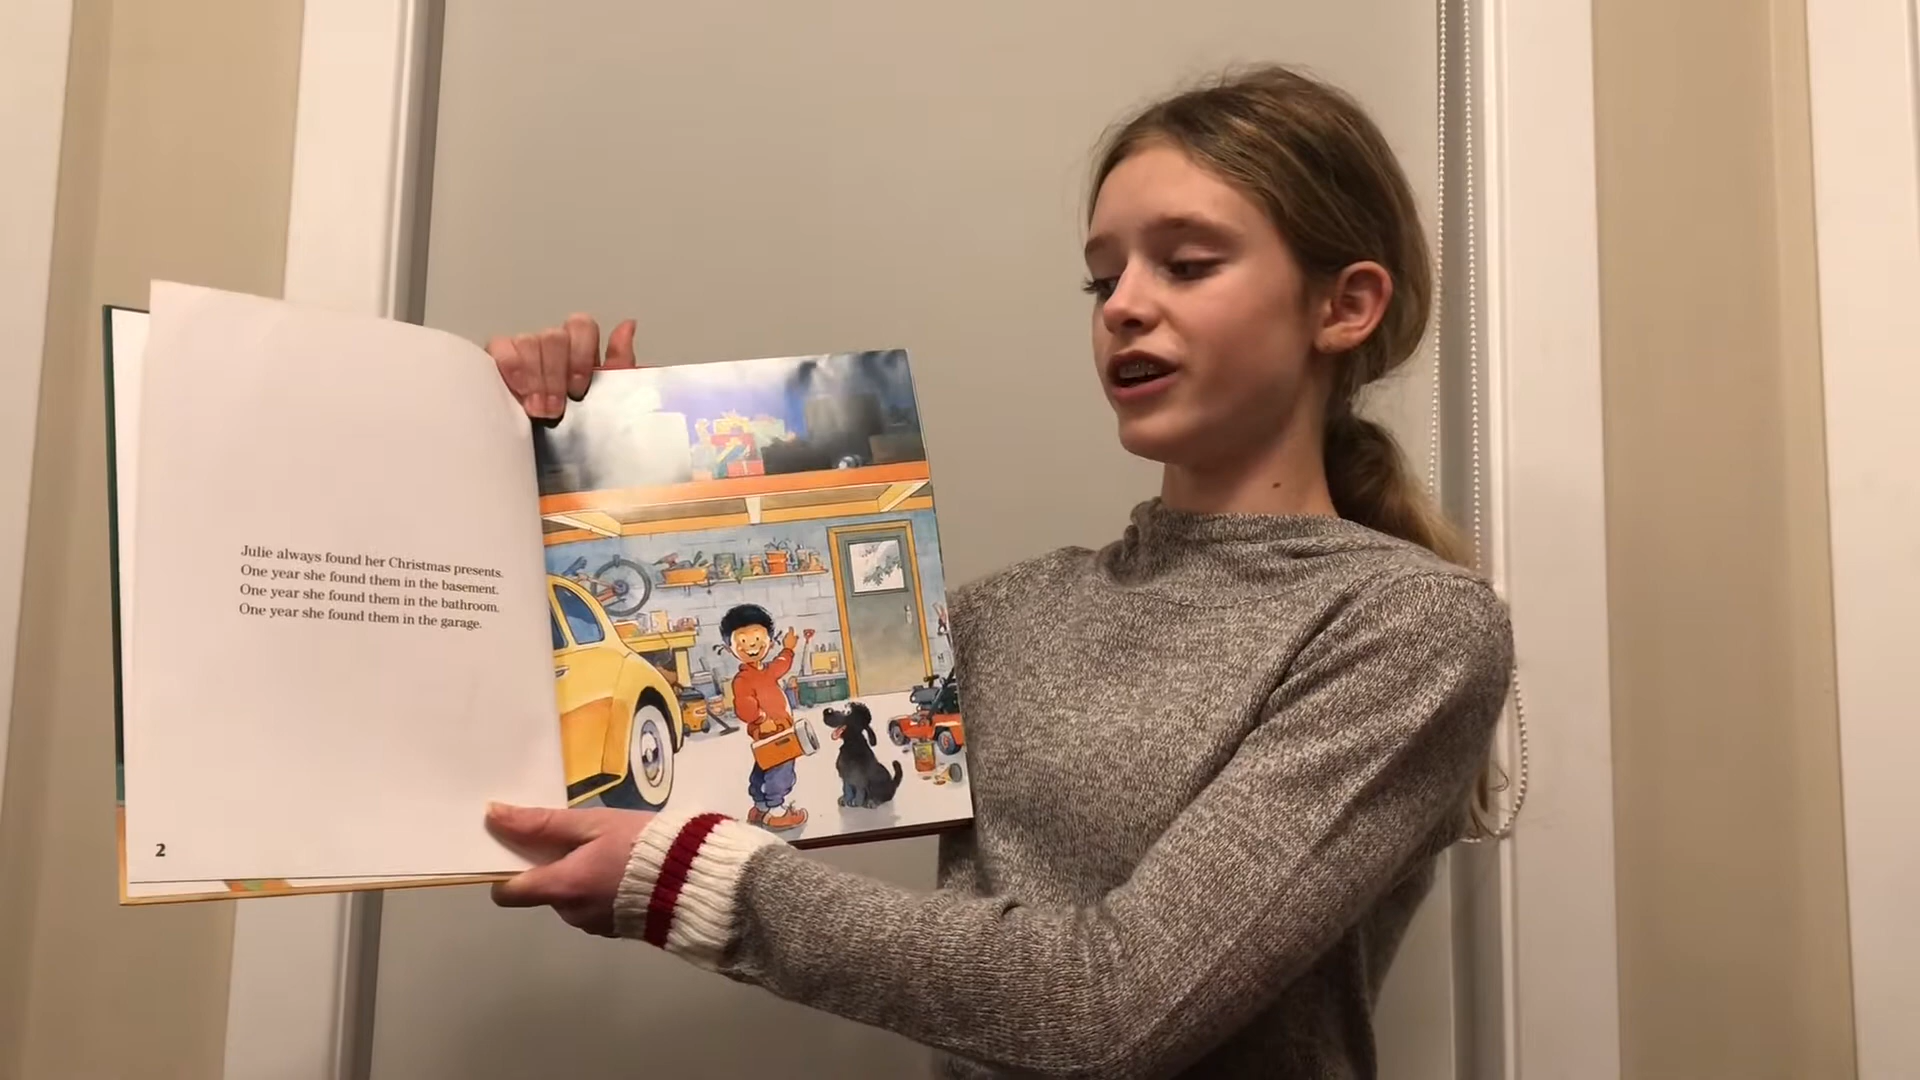 Julie always found her Christmas presents.
One year she found them in the basement.
One year she found them in the bathroom.
One year she found them in the garage.
2